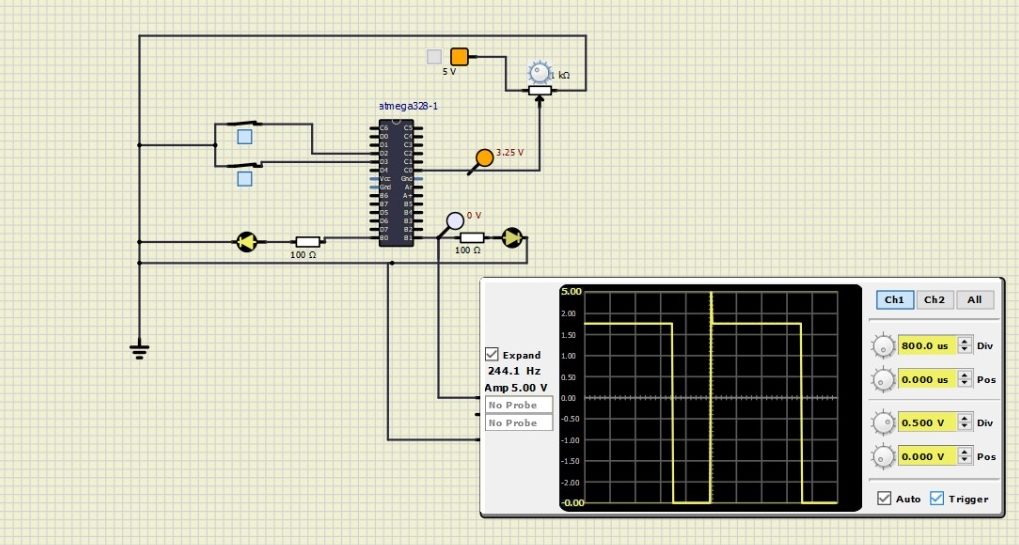 5 V
1 kΩ
atmega328-1
C6 C5
D0 C4
D1 C3
D2 C2
D3 C1
D4 C0
Vcc Gnd
Gnd Ar
B6 A+
B7 B5
D5 B4
D6 B3
D7 B2
B0 B1
3.25 V
0 V
100 Ω
100 Ω
Expand
244.1 Hz
Amp 5.00 V
No Probe
No Probe
5.00
2.00
1.50
1.00
0.50
0.00
-0.50
-1.00
-1.50
-2.00
-0.00
Ch1 Ch2 All
800.0 us Div
0.000 us Pos
0.500 V Div
0.000 V Pos
Auto Trigger